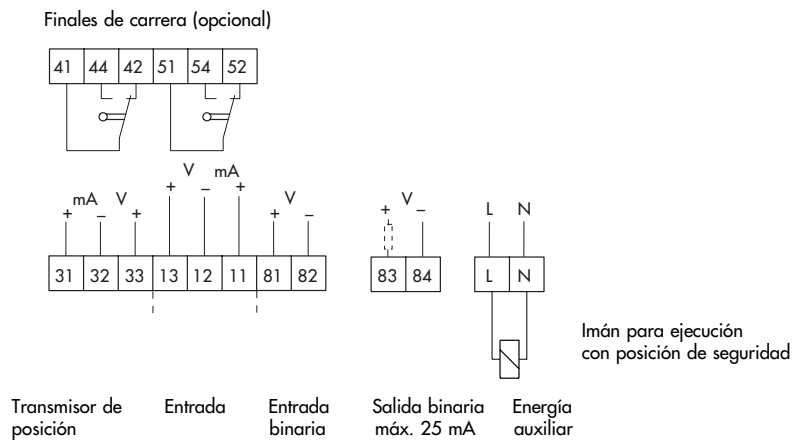 Finales de carrera (opcional)
41 44 42 51 54 52
V mA
+ – +
mA V
+ – +
V
+ –
V
+ –
L N
31 32 33 13 12 11 81 82
83 84
L N
Imán para ejecución
con posición de seguridad
Transmisor de
posición
Entrada
Entrada
binaria
Salida binaria
máx. 25 mA
Energía
auxiliar